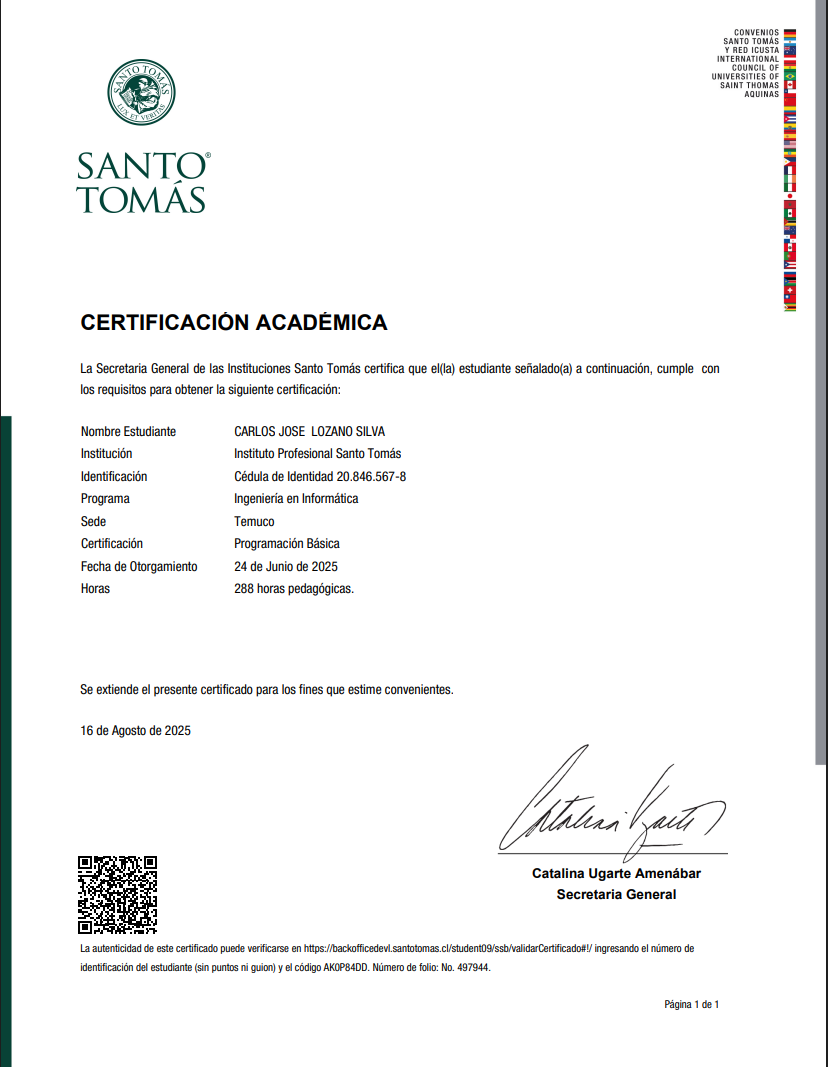 CONVENIOS
SANTO TOMÁS
Y RED ICUSTA
INTERNATIONAL
COUNCIL OF
UNIVERSITIES OF
SAINT THOMAS
AQUINAS
SANTO TOMAS
LUX ET VERITAS
SANTO®
TOMÁS
CERTIFICACIÓN ACADÉMICA
La Secretaria General de las Instituciones Santo Tomás certifica que el(la) estudiante señalado(a) a continuación, cumple con
los requisitos para obtener la siguiente certificación:
Nombre Estudiante CARLOS JOSE LOZANO SILVA
Institución Instituto Profesional Santo Tomás
Identificación Cédula de Identidad 20.846.567-8
Programa Ingeniería en Informática
Sede Temuco
Certificación Programación Básica
Fecha de Otorgamiento 24 de Junio de 2025
Horas 288 horas pedagógicas.
Se extiende el presente certificado para los fines que estime convenientes.
16 de Agosto de 2025
Catalina Ugarte
Catalina Ugarte Amenábar
Secretaria General
La autenticidad de este certificado puede verificarse en https://backofficedevl.santotomas.cl/student09/ssb/validarCertificado#!/ ingresando el número de
identificación del estudiante (sin puntos ni guion) y el código AK0P84DD. Número de folio: No. 497944.
Página 1 de 1